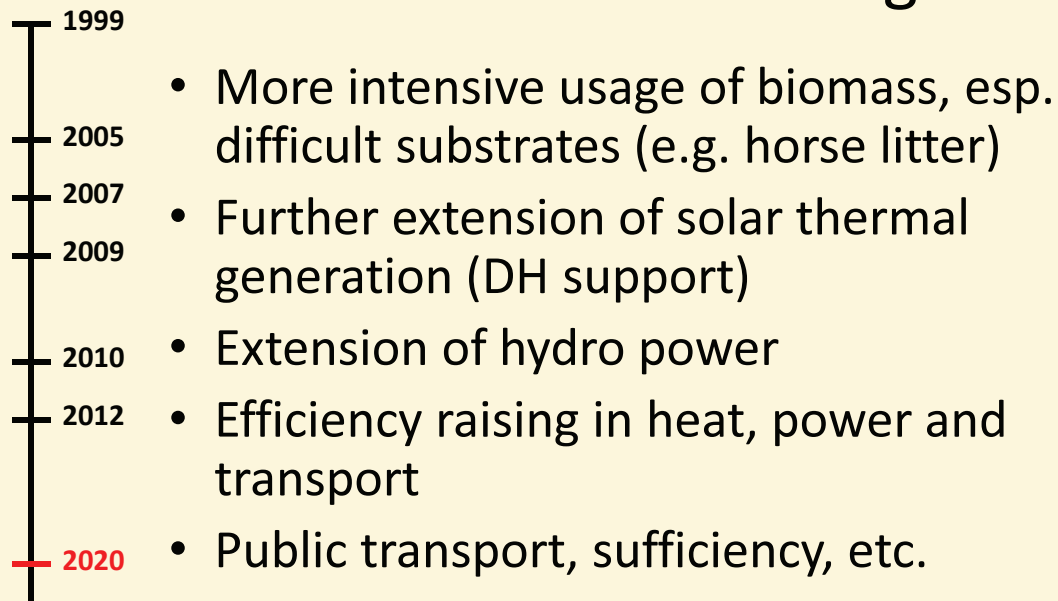 1999
2005
2007
2009
2010
2012
2020
• More intensive usage of biomass, esp.
difficult substrates (e.g. horse litter)
• Further extension of solar thermal
generation (DH support)
• Extension of hydro power
• Efficiency raising in heat, power and
transport
• Public transport, sufficiency, etc.